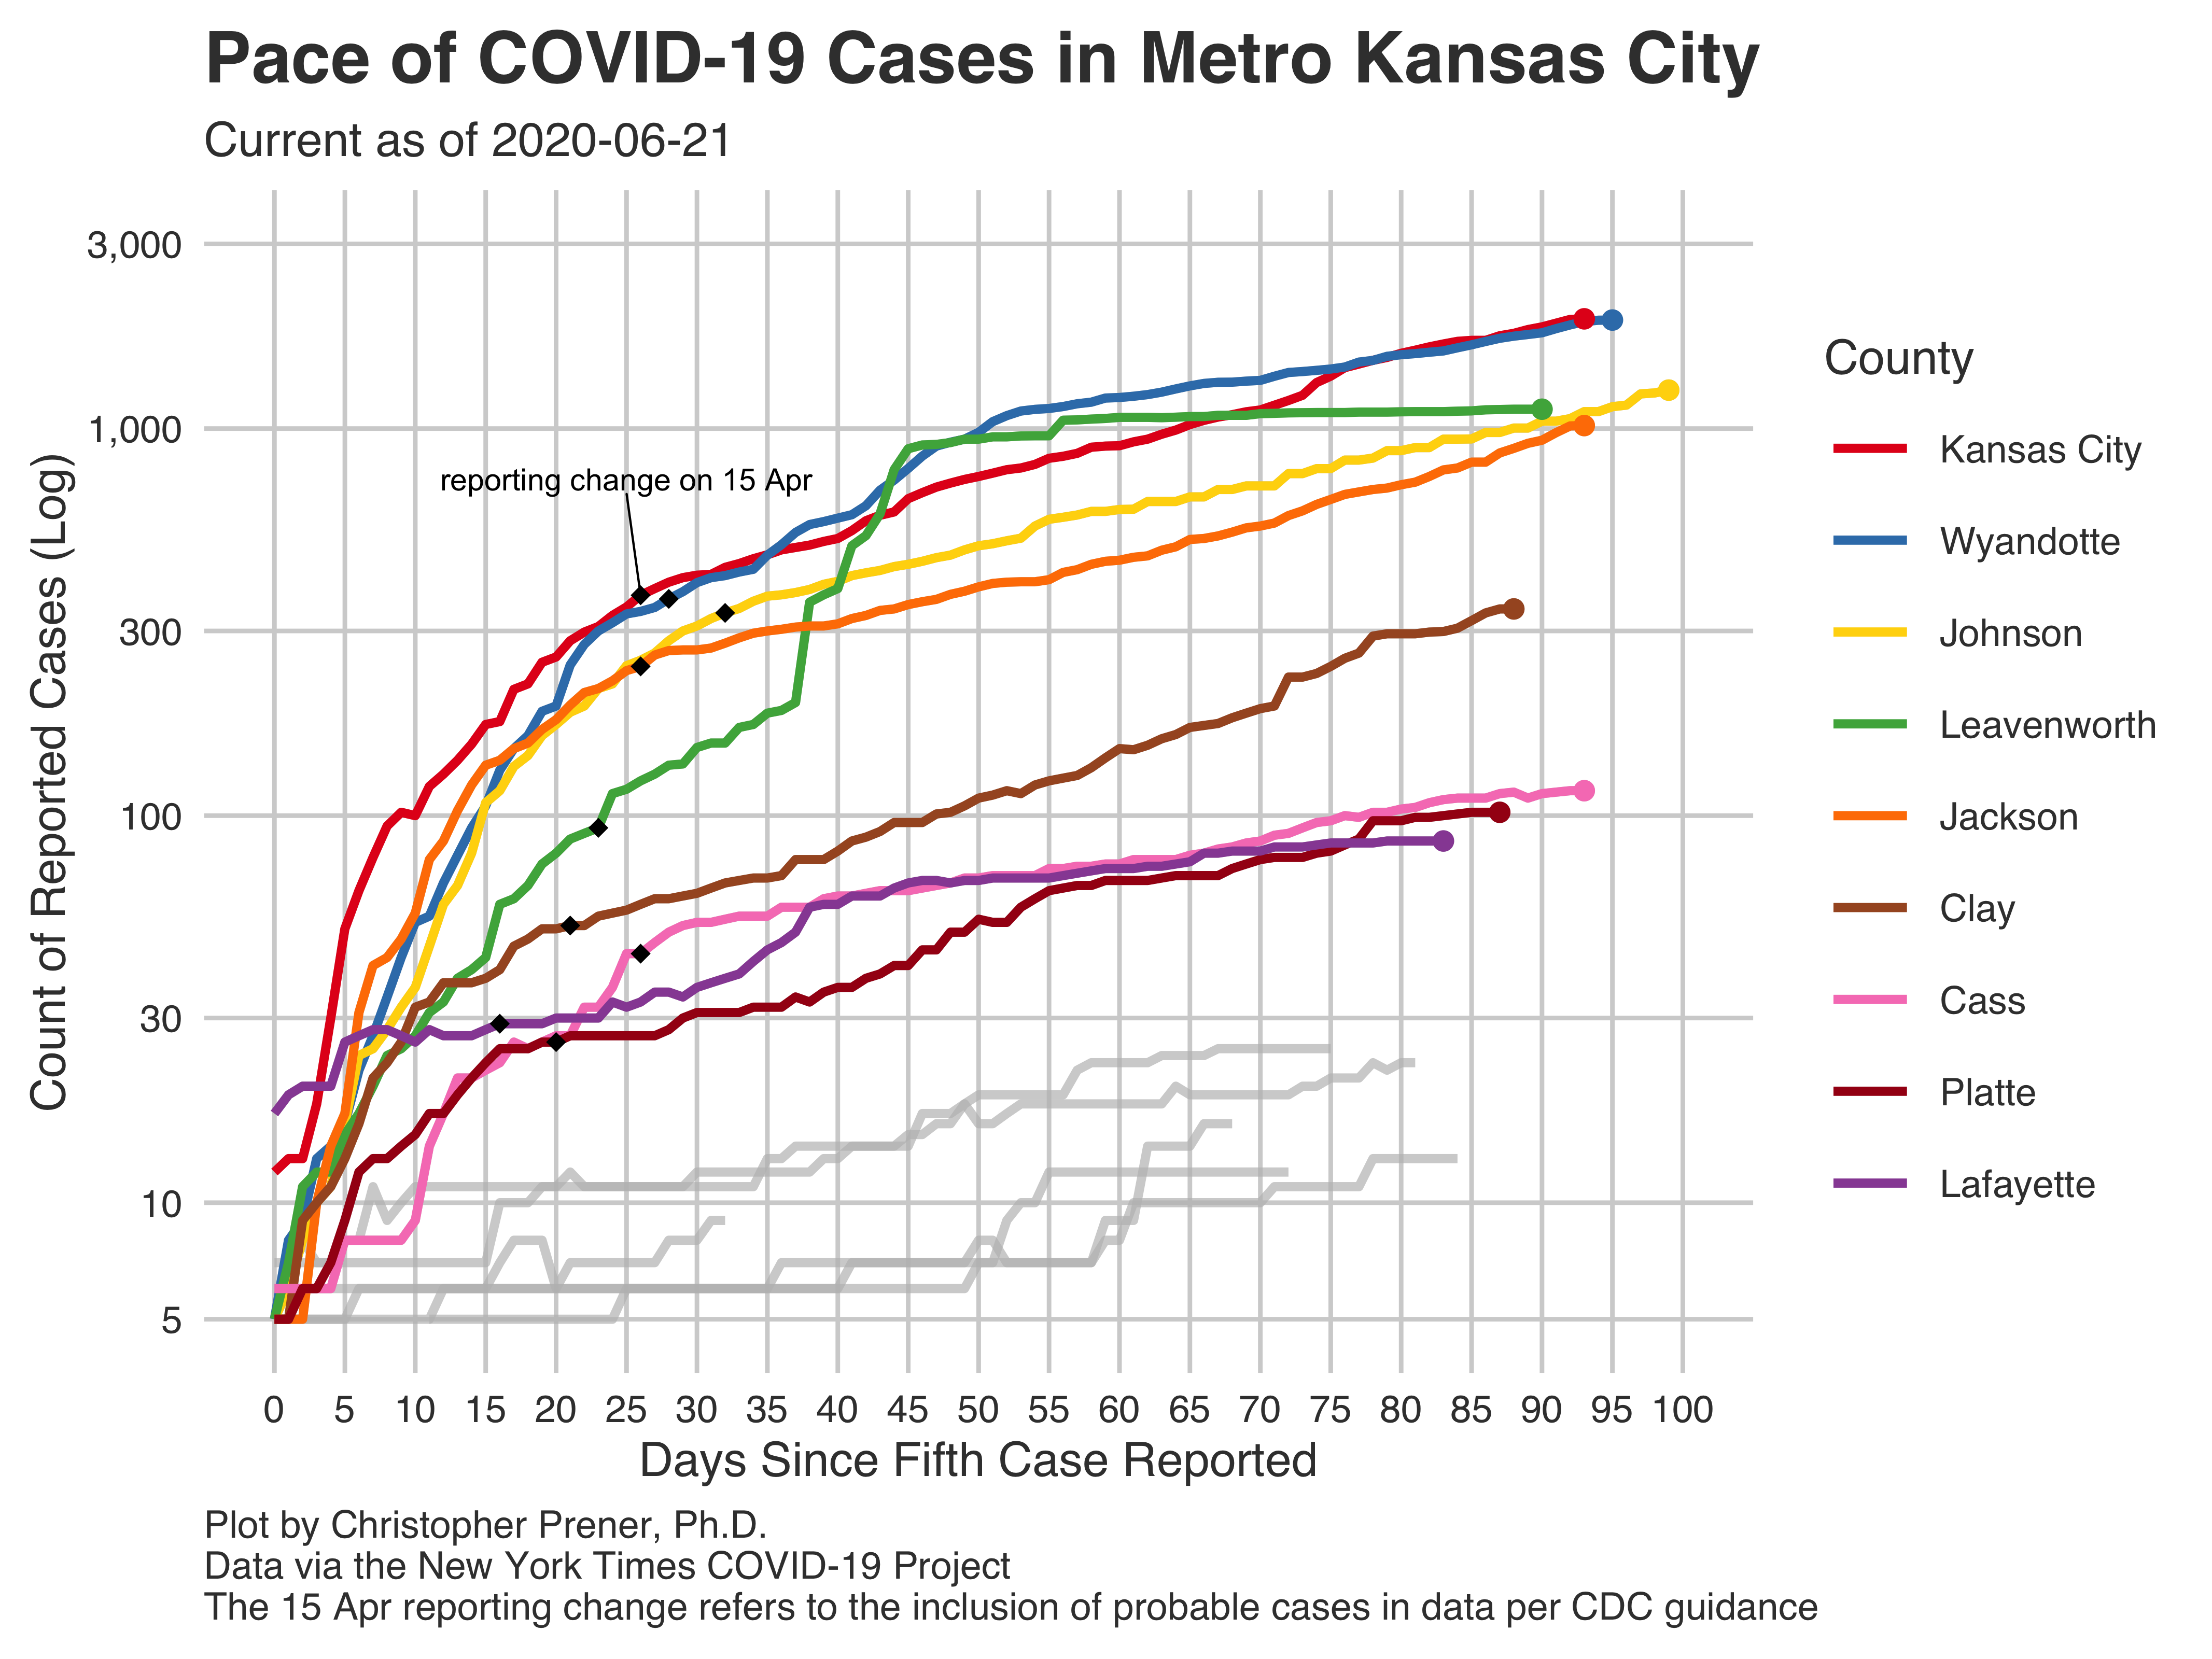 Pace of COVID-19 Cases in Metro Kansas City
Current as of 2020-06-21
Count of Reported Cases (Log)
3,000
1,000
300
100
30
10
5
reporting change on 15 Apr
0 5 10 15 20 25 30 35 40 45 50 55 60 65 70 75 80 85 90 95 100
Days Since Fifth Case Reported
County
Kansas City
Wyandotte
Johnson
Leavenworth
Jackson
Clay
Cass
Platte
Lafayette
Plot by Christopher Prener, Ph.D.
Data via the New York Times COVID-19 Project
The 15 Apr reporting change refers to the inclusion of probable cases in data per CDC guidance